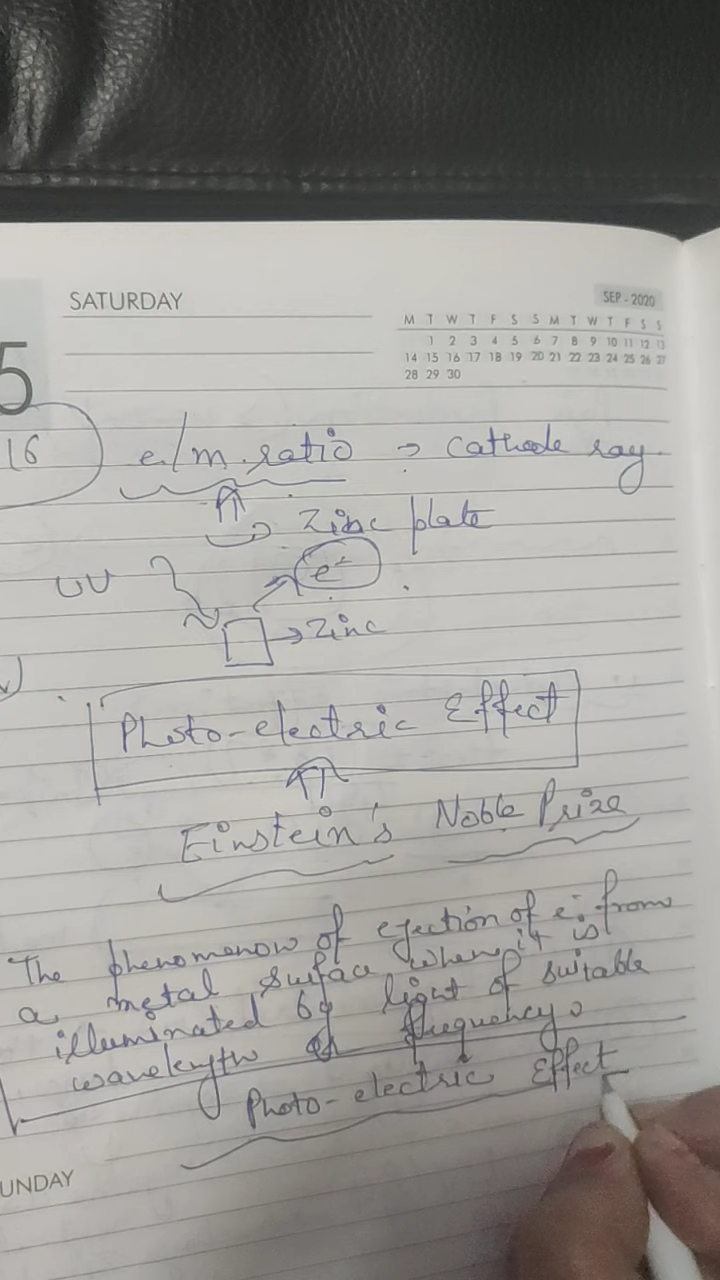 SATURDAY
SEP - 2020
M T W T F S S M T W T F S S
1 2 3 4 5 6 7 8 9 10 11 12 13
14 15 16 17 18 19 20 21 22 23 24 25 26 27
28 29 30
5
16
e/m ratio → Cathode ray
→ Zinc plate
UV
e-
→ Zinc
Photo-electric Effect
Einstein's Noble Prize
The phenomenon of ejection of e- from
a metal surface when it is
illuminated by light of suitable
wavelength or frequency.
Photo-electric Effect
UNDAY